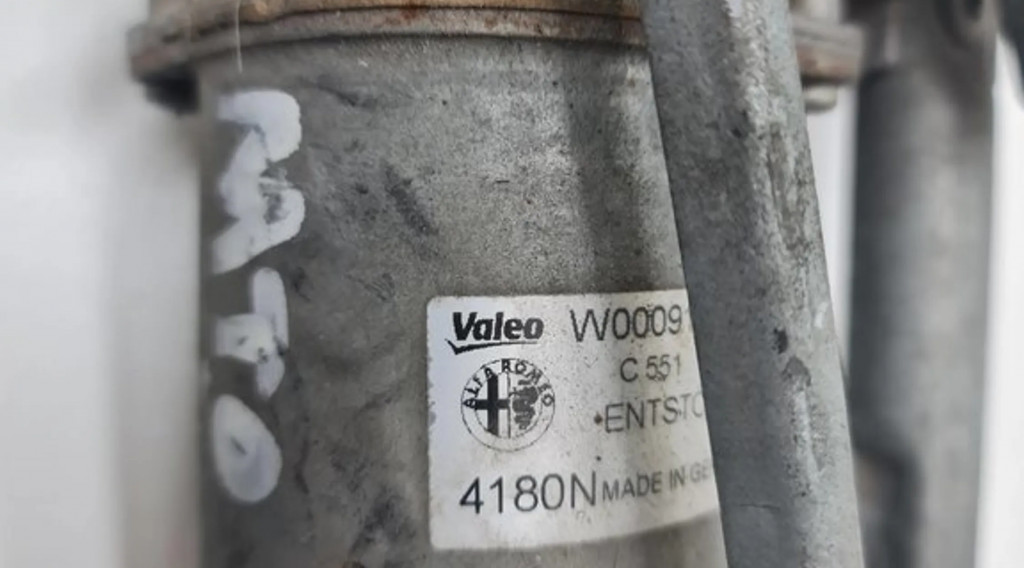 Valeo W0009
C 551
ALFA ROMEO
ENTSTO
4180N MADE IN GE